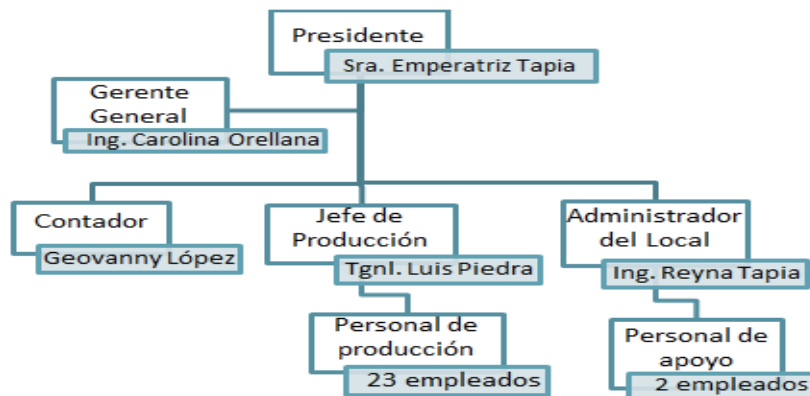 Presidente
Sra. Emperatriz Tapia
Gerente
General
Ing. Carolina Orellana
Contador
Geovanny López
Jefe de
Producción
Tgnl. Luis Piedra
Administrador
del Local
Ing. Reyna Tapia
Personal de
producción
23 empleados
Personal de
apoyo
2 empleados